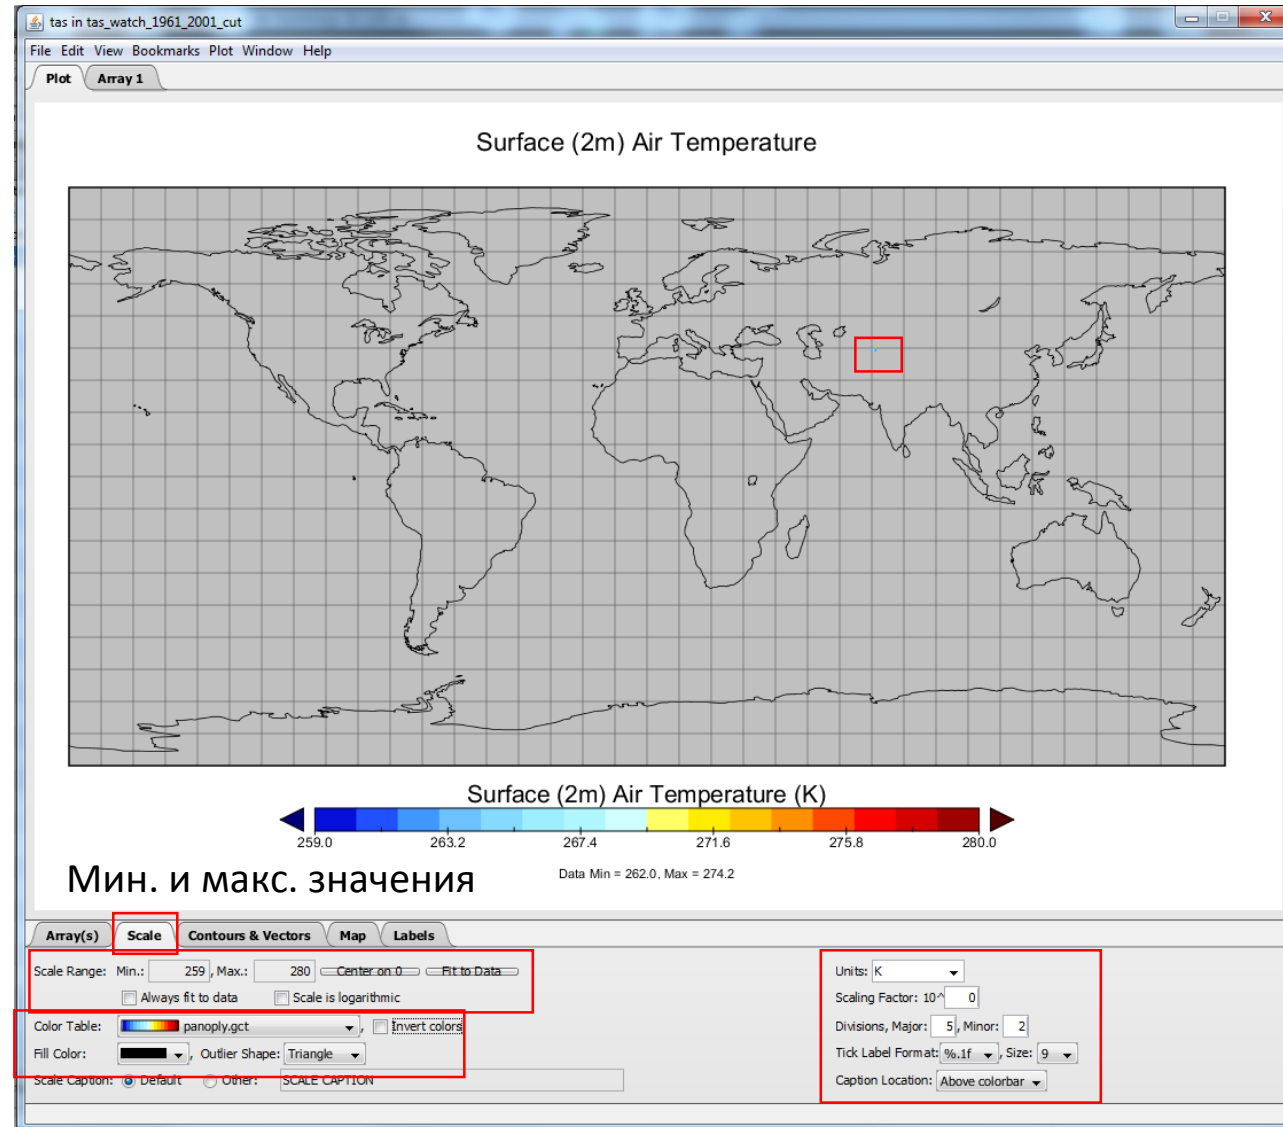 tas in tas_watch_1961_2001_cut
File Edit View Bookmarks Plot Window Help
Plot Array 1
Surface (2m) Air Temperature
Surface (2m) Air Temperature (K)
259.0 263.2 267.4 271.6 275.8 280.0
Data Min = 262.0, Max = 274.2
Мин. и макс. значения
Array(s) Scale Contours & Vectors Map Labels
Scale Range: Min.: 259 , Max.: 280 Center on 0 Fit to Data
Always fit to data Scale is logarithmic
Color Table: panoply.gct , Invert colors
Fill Color: , Outlier Shape: Triangle
Scale Caption: Default Other: SCALE CAPTION
Units: K
Scaling Factor: 10^ 0
Divisions, Major: 5 , Minor: 2
Tick Label Format: %.1f , Size: 9
Caption Location: Above colorbar